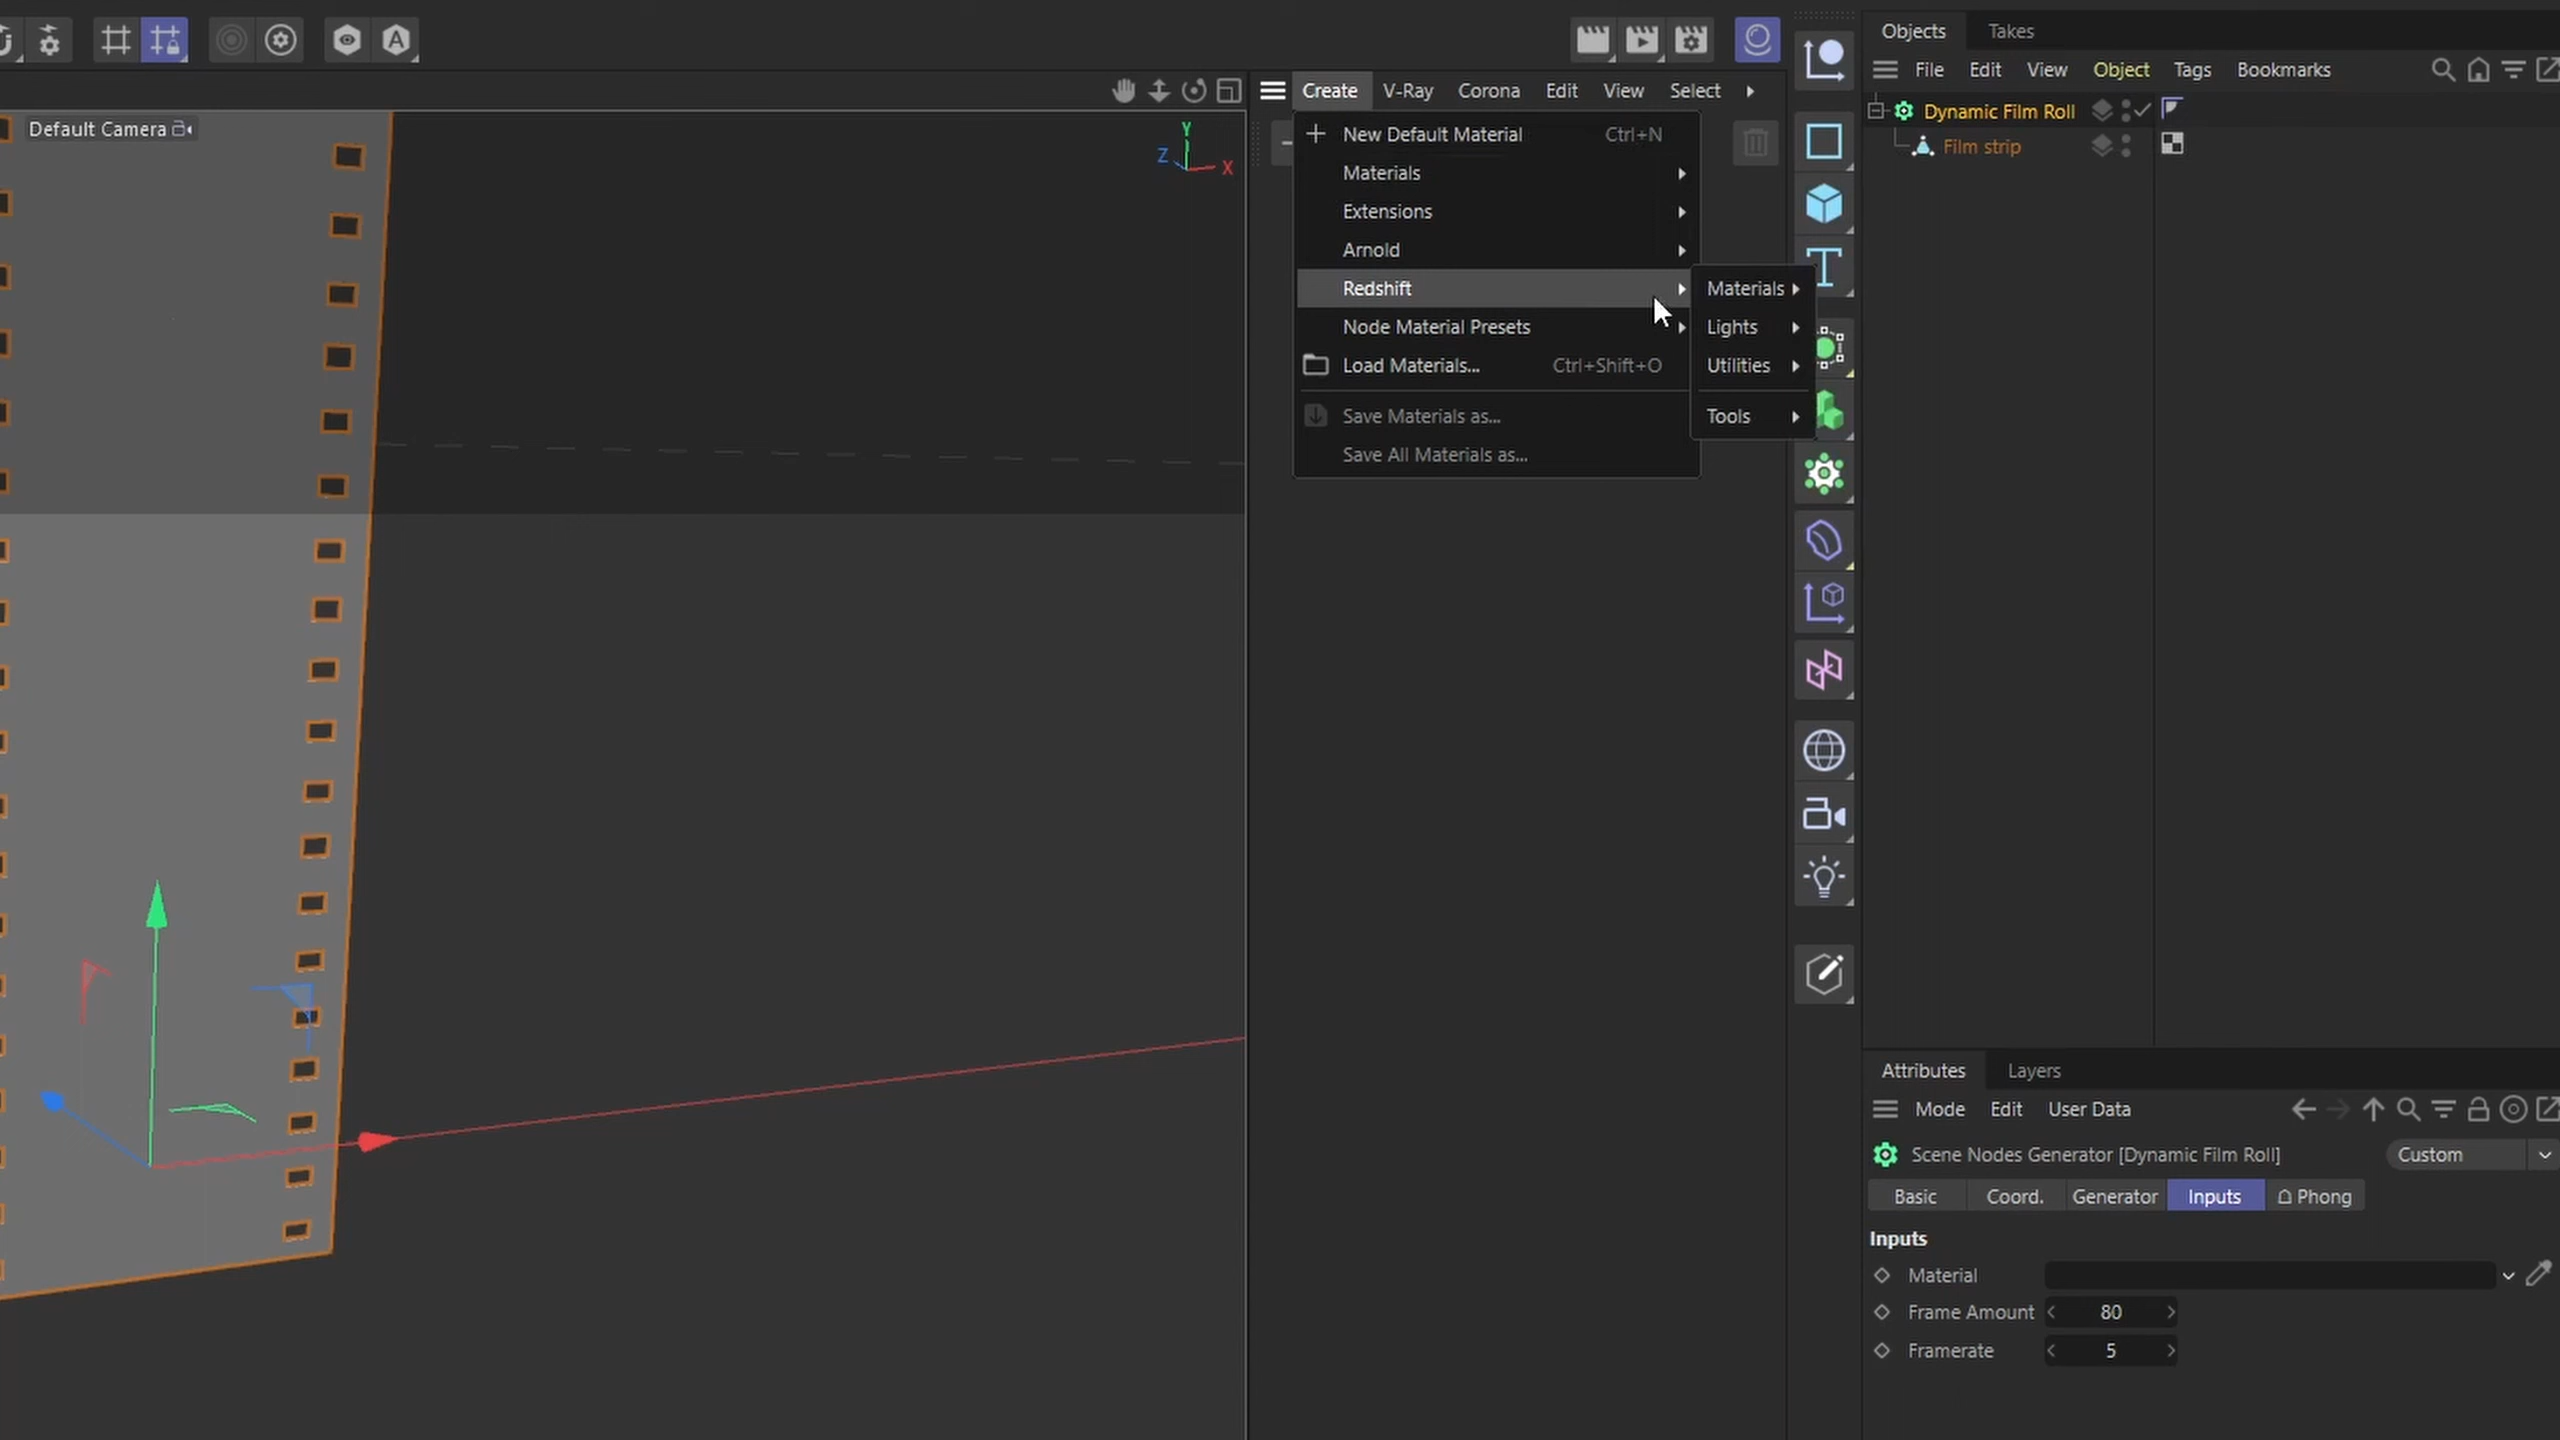 Default Camera
Y
Z
X
Create V-Ray Corona Edit View Select
New Default Material Ctrl+N
Materials
Extensions
Arnold
Redshift
Node Material Presets
Load Materials... Ctrl+Shift+O
Save Materials as...
Save All Materials as...
Materials
Lights
Utilities
Tools
Objects Takes
File Edit View Object Tags Bookmarks
Dynamic Film Roll
Film strip
Attributes Layers
Mode Edit User Data
Scene Nodes Generator [Dynamic Film Roll] Custom
Basic Coord. Generator Inputs Phong
Inputs
Material
Frame Amount 80
Framerate 5